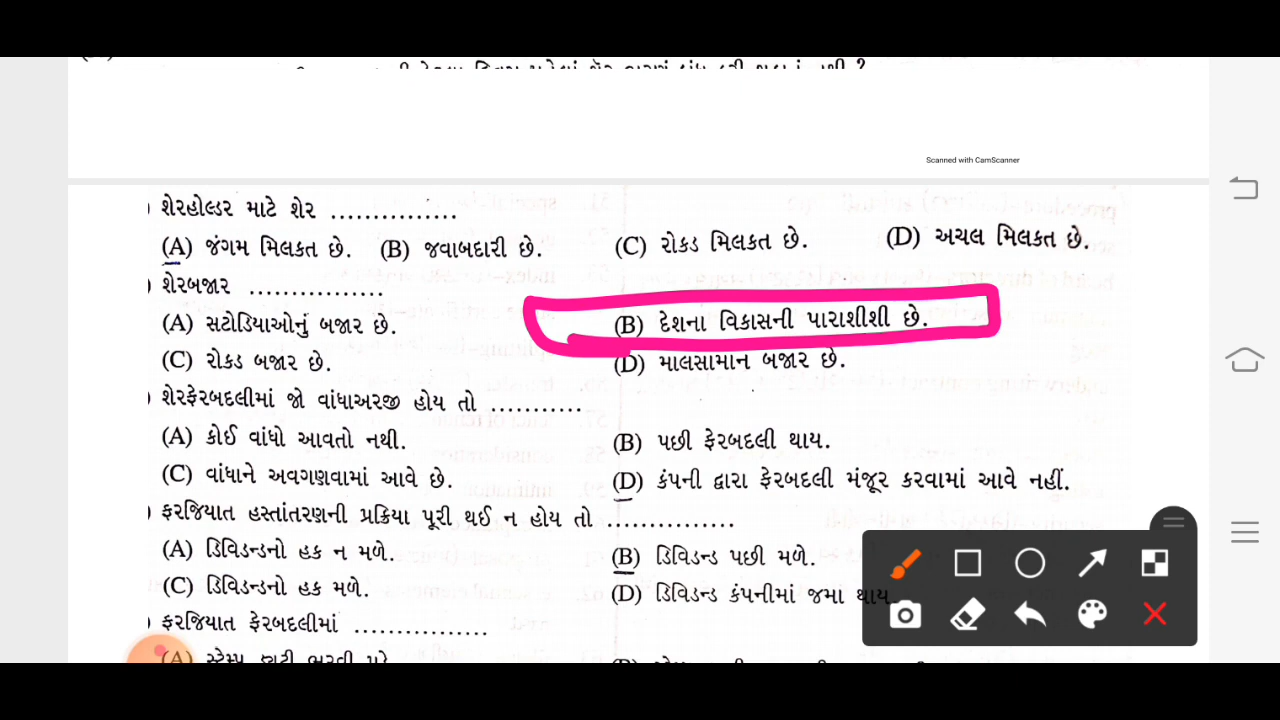 Scanned with CamScanner
) શેરહોલ્ડર માટે શેર ...............
(A) જંગમ મિલકત છે. (B) જવાબદારી છે. (C) રોકડ મિલકત છે. (D) અચલ મિલકત છે.
) શેરબજાર ................
(A) સટોડિયાઓનું બજાર છે. (B) દેશના વિકાસની પારાશીશી છે.
(C) રોકડ બજાર છે. (D) માલસામાન બજાર છે.
) શેરફેરબદલીમાં જો વાંધાઅરજી હોય તો ...........
(A) કોઈ વાંધો આવતો નથી. (B) પછી ફેરબદલી થાય.
(C) વાંધાને અવગણવામાં આવે છે. (D) કંપની દ્વારા ફેરબદલી મંજૂર કરવામાં આવે નહીં.
) ફરજિયાત હસ્તાંતરણની પ્રક્રિયા પૂરી થઈ ન હોય તો ...............
(A) ડિવિડન્ડનો હક ન મળે. (B) ડિવિડન્ડ પછી મળે.
(C) ડિવિડન્ડનો હક મળે. (D) ડિવિડન્ડ કંપનીમાં જમા થાય.
) ફરજિયાત ફેરબદલીમાં ................
(A)